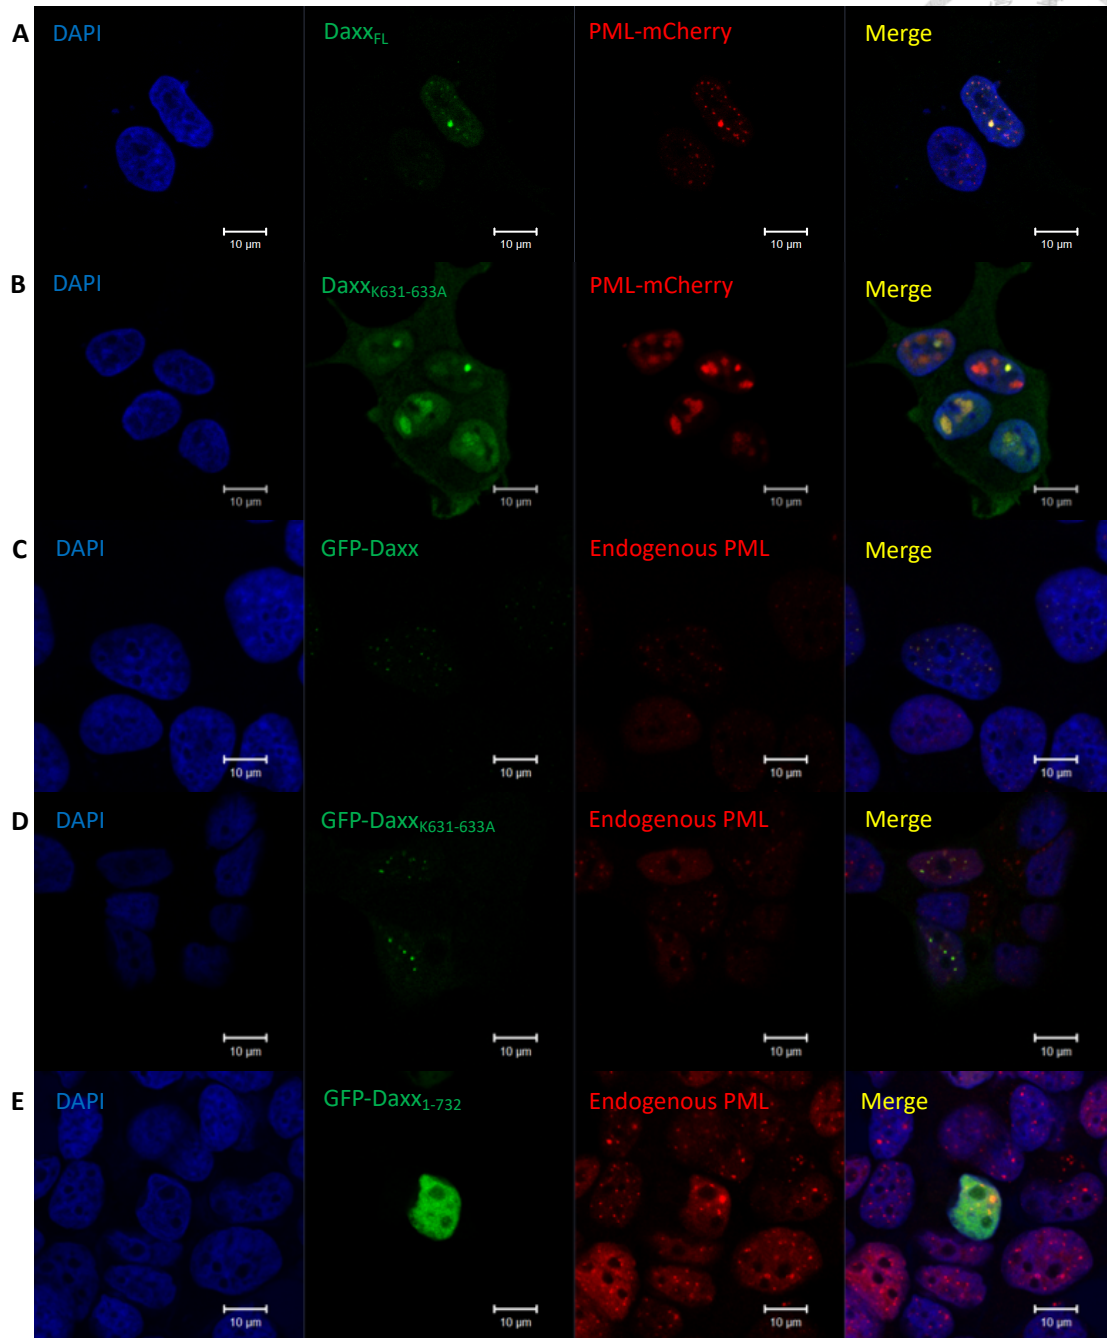 A DAPI DaxxFL PML-mCherry Merge
10 µm 10 µm 10 µm 10 µm
B DAPI DaxxK631-633A PML-mCherry Merge
10 µm 10 µm 10 µm 10 µm
C DAPI GFP-Daxx Endogenous PML Merge
10 µm 10 µm 10 µm 10 µm
D DAPI GFP-DaxxK631-633A Endogenous PML Merge
10 µm 10 µm 10 µm 10 µm
E DAPI GFP-Daxx1-732 Endogenous PML Merge
10 µm 10 µm 10 µm 10 µm